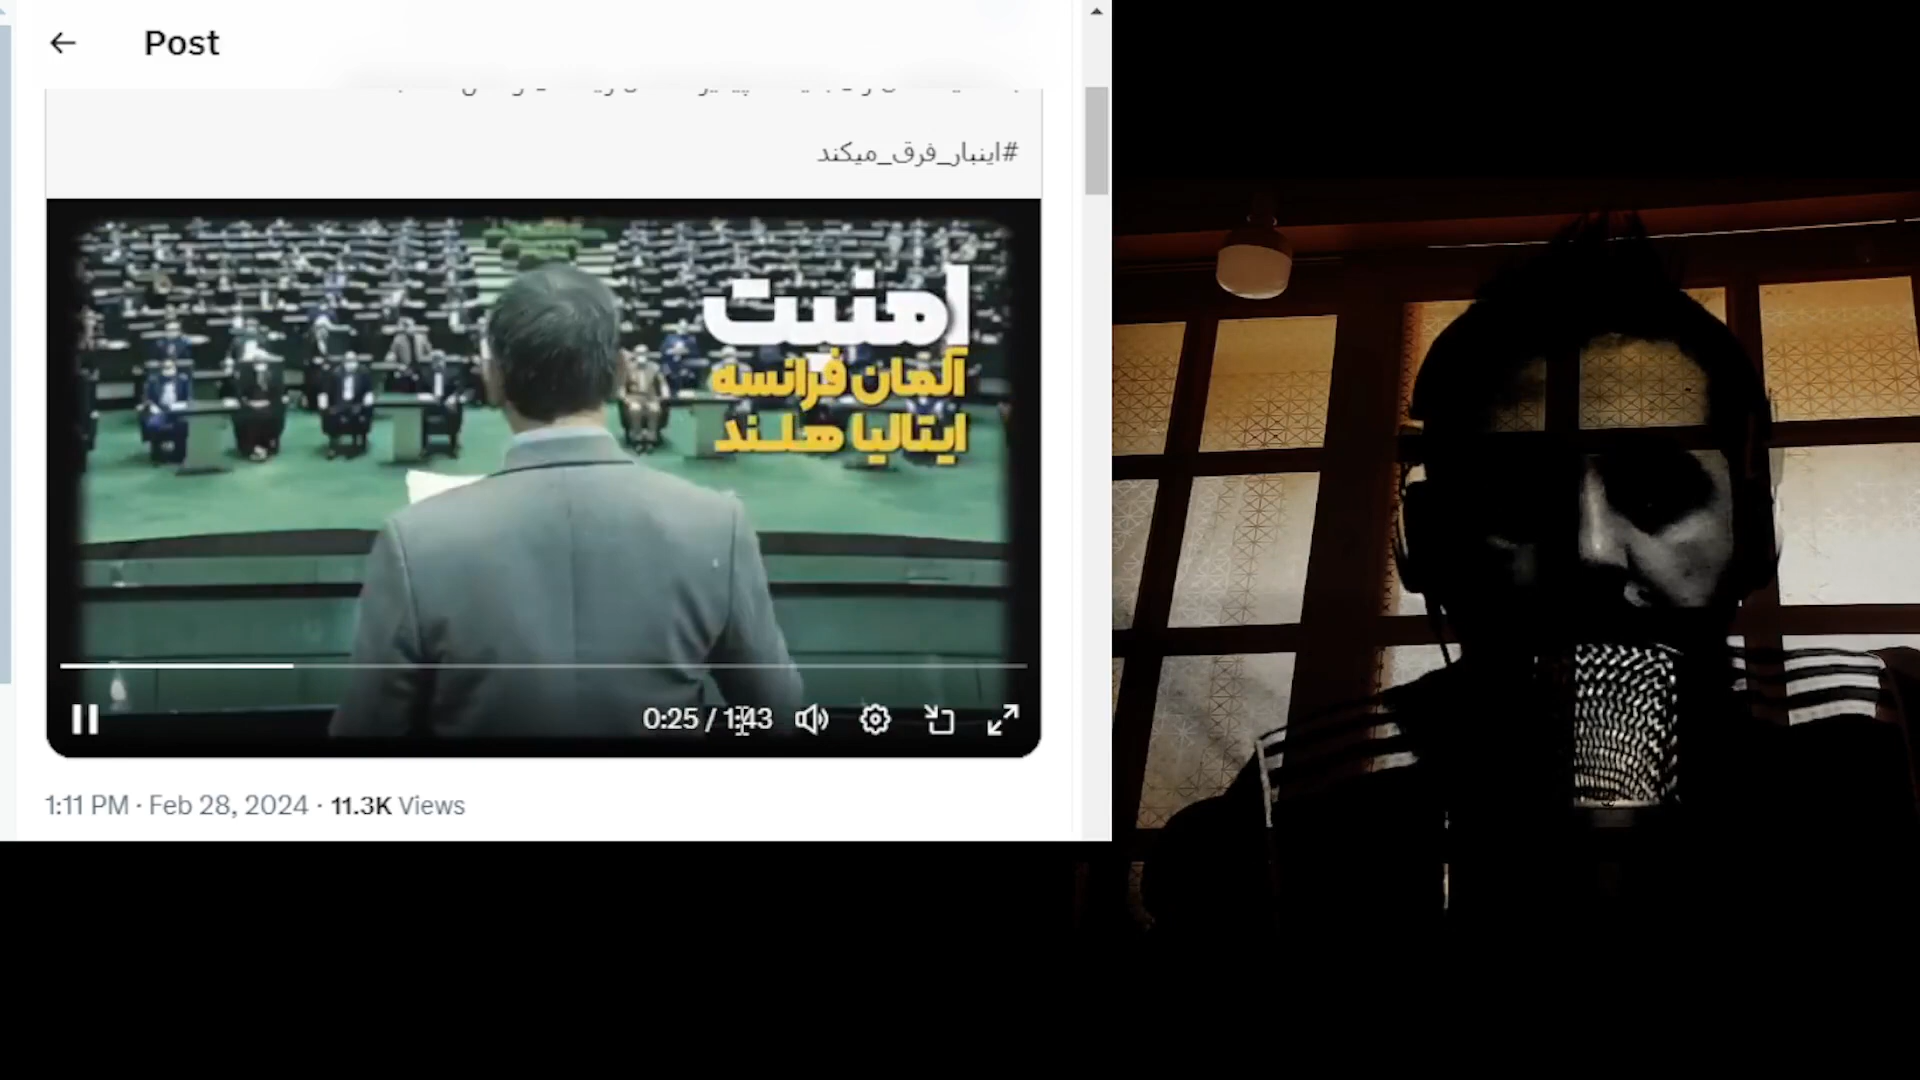 Post
#اینبار_فرق_میکند
امنیت
آلمان فرانسه
ایتالیا هلند
0:25 / 1:43
1:11 PM · Feb 28, 2024 · 11.3K Views